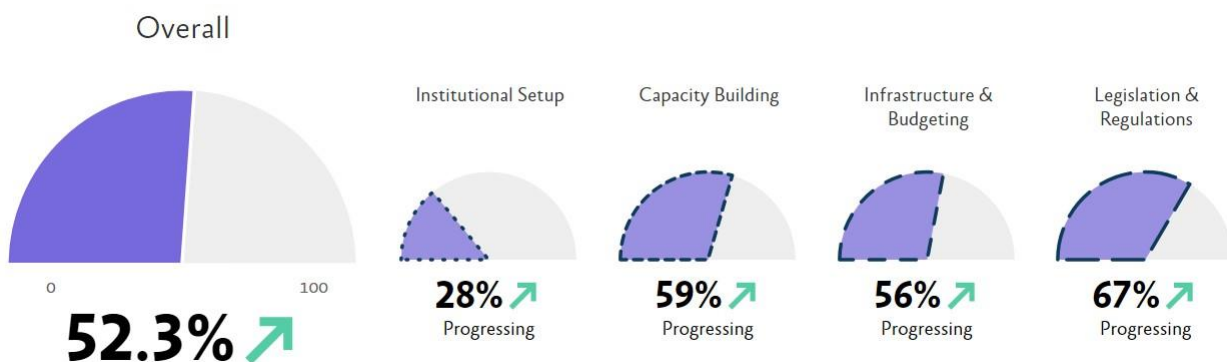 Overall
0 100
52.3%
Institutional Setup
28%
Progressing
Capacity Building
59%
Progressing
Infrastructure &
Budgeting
56%
Progressing
Legislation &
Regulations
67%
Progressing